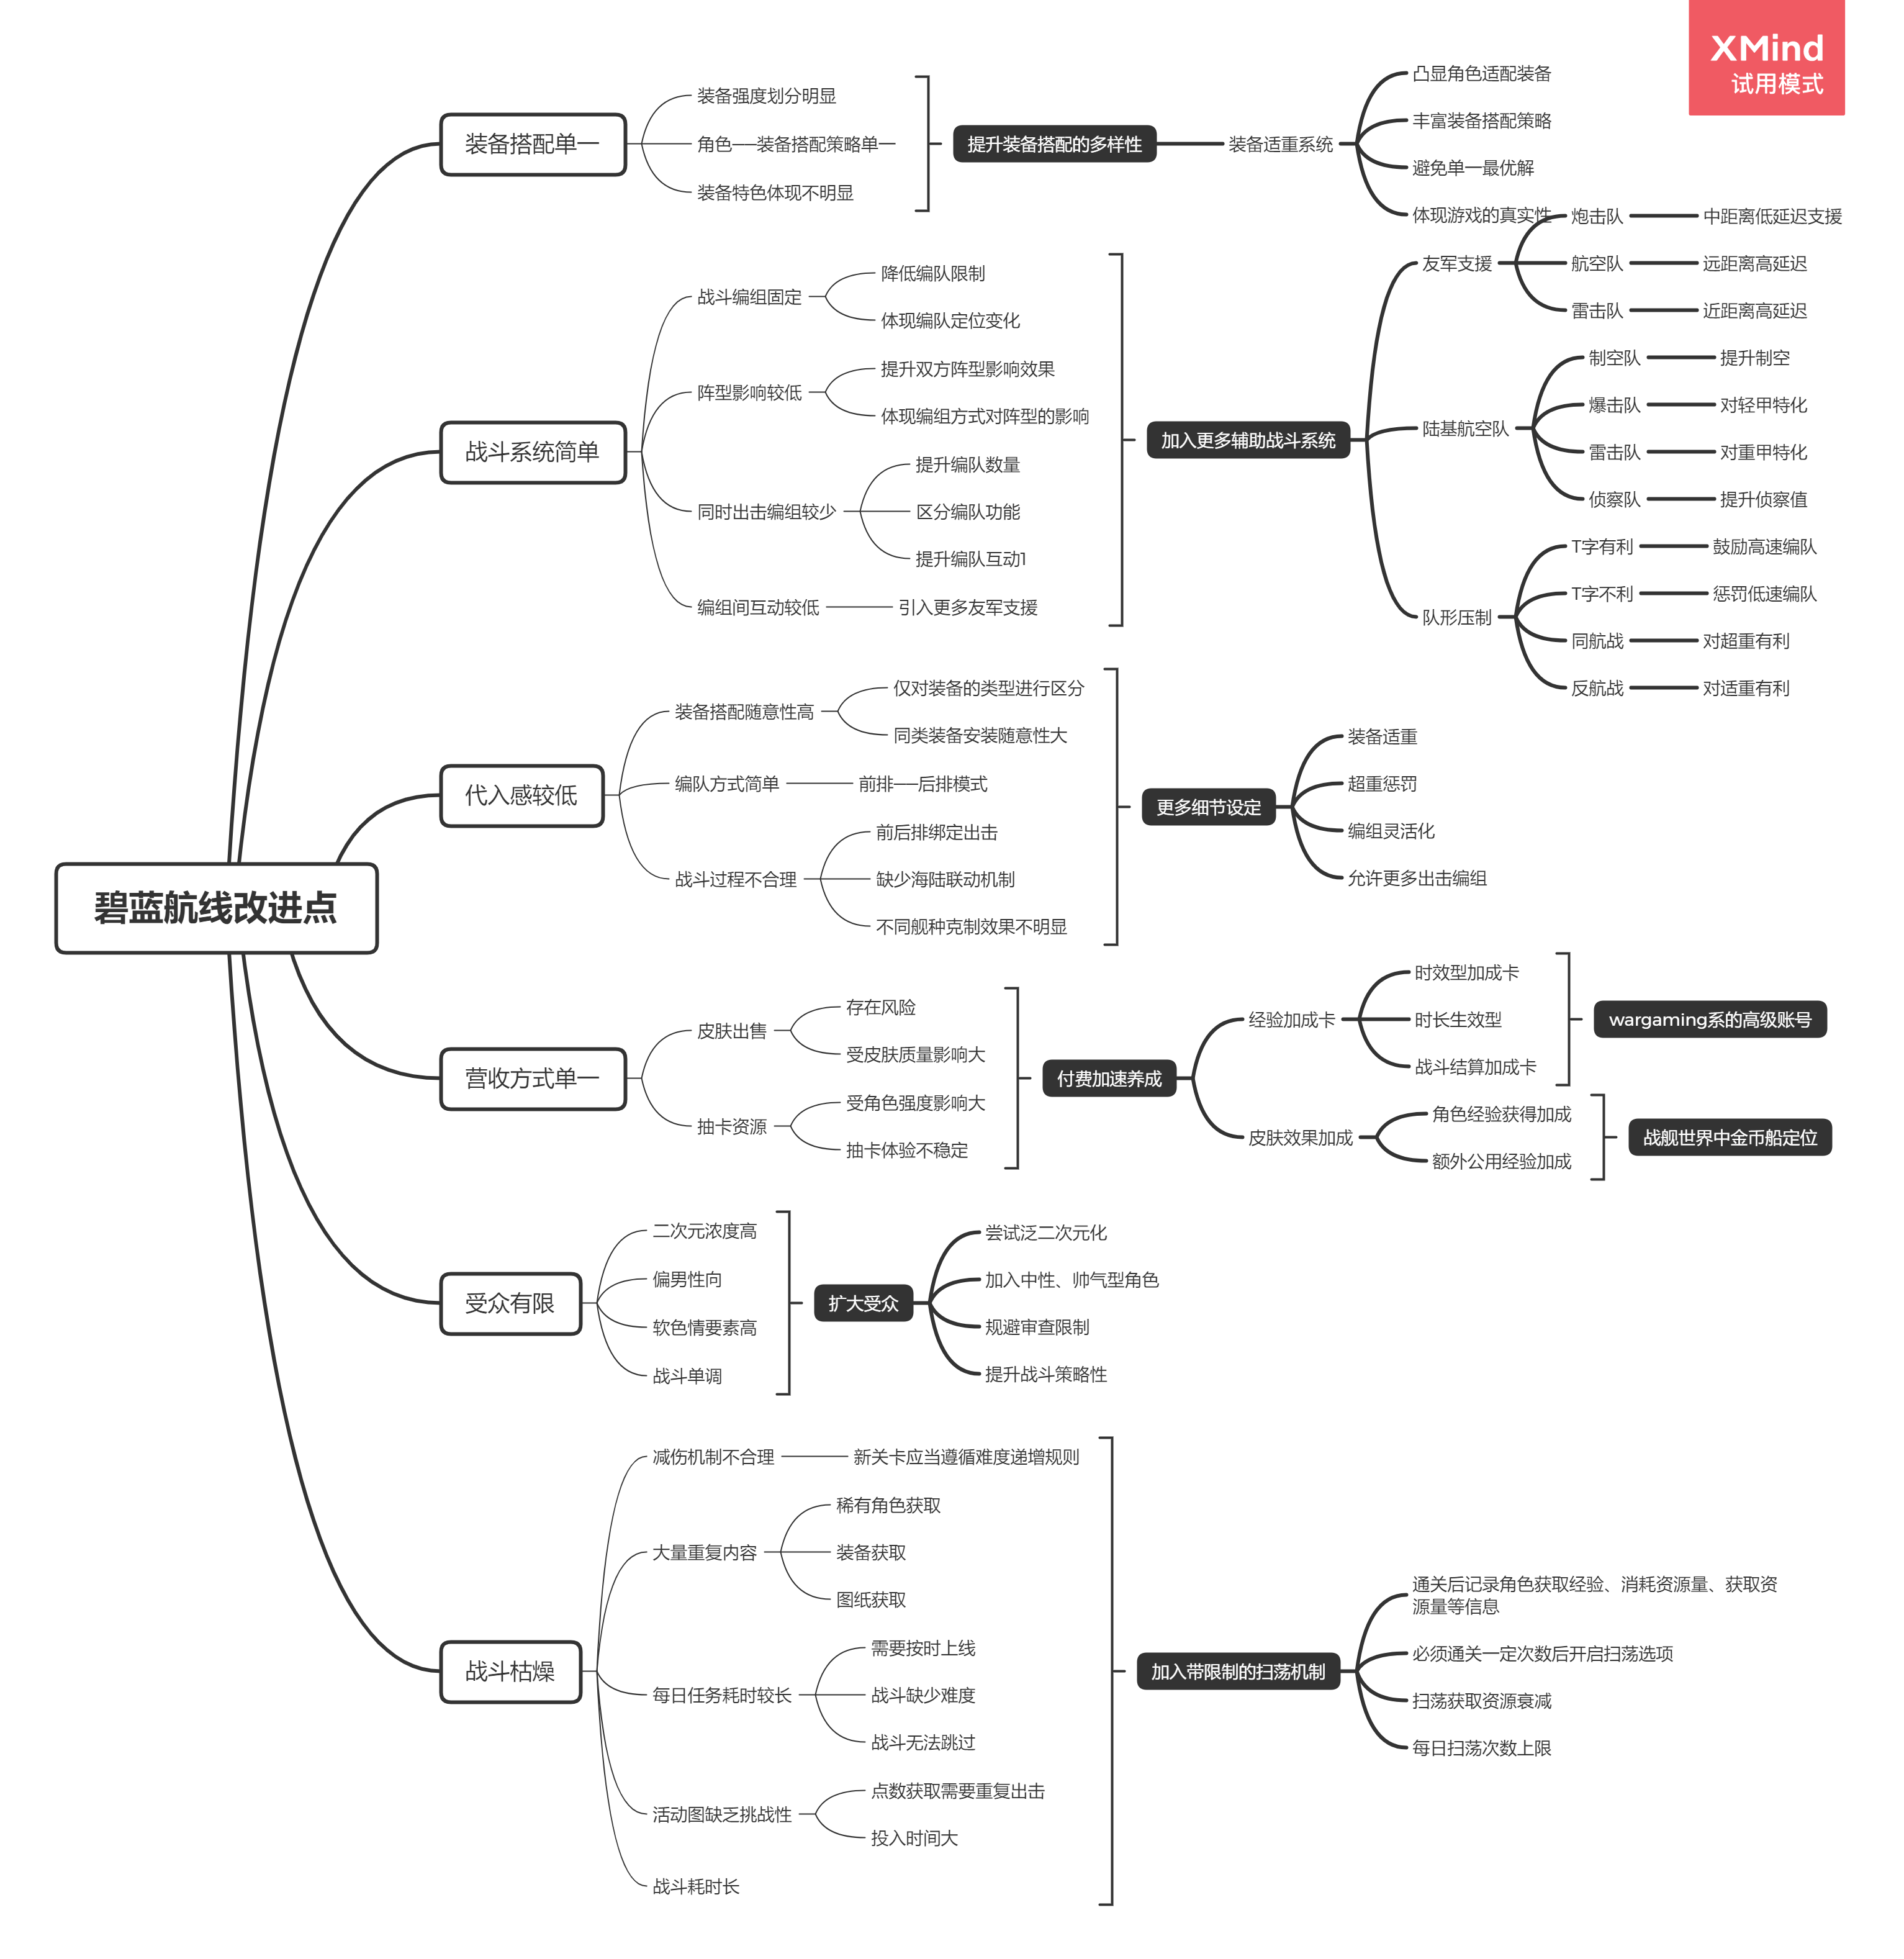 XMind
试用模式
碧蓝航线改进点
装备搭配单一
装备强度划分明显
角色——装备搭配策略单一
装备特色体现不明显
提升装备搭配的多样性
装备适重系统
凸显角色适配装备
丰富装备搭配策略
避免单一最优解
体现游戏的真实性
战斗系统简单
战斗编组固定
降低编队限制
体现编队定位变化
阵型影响较低
提升双方阵型影响效果
体现编组方式对阵型的影响
同时出击编组较少
提升编队数量
区分编队功能
提升编队互动1
编组间互动较低
引入更多友军支援
加入更多辅助战斗系统
友军支援
炮击队
中距离低延迟支援
航空队
远距离高延迟
雷击队
近距离高延迟
陆基航空队
制空队
提升制空
爆击队
对轻甲特化
雷击队
对重甲特化
侦察队
提升侦察值
队形压制
T字有利
鼓励高速编队
T字不利
惩罚低速编队
同航战
对超重有利
反航战
对适重有利
代入感较低
装备搭配随意性高
仅对装备的类型进行区分
同类装备安装随意性大
编队方式简单
前排——后排模式
战斗过程不合理
前后排绑定出击
缺少海陆联动机制
不同舰种克制效果不明显
更多细节设定
装备适重
超重惩罚
编组灵活化
允许更多出击编组
营收方式单一
皮肤出售
存在风险
受皮肤质量影响大
抽卡资源
受角色强度影响大
抽卡体验不稳定
付费加速养成
经验加成卡
时效型加成卡
时长生效型
战斗结算加成卡
wargaming系的高级账号
皮肤效果加成
角色经验获得加成
额外公用经验加成
战舰世界中金币船定位
受众有限
二次元浓度高
偏男性向
软色情要素高
战斗单调
扩大受众
尝试泛二次元化
加入中性、帅气型角色
规避审查限制
提升战斗策略性
战斗枯燥
减伤机制不合理
新关卡应当遵循难度递增规则
大量重复内容
稀有角色获取
装备获取
图纸获取
每日任务耗时较长
需要按时上线
战斗缺少难度
战斗无法跳过
活动图缺乏挑战性
点数获取需要重复出击
投入时间大
战斗耗时长
加入带限制的扫荡机制
通关后记录角色获取经验、消耗资源量、获取资
源量等信息
必须通关一定次数后开启扫荡选项
扫荡获取资源衰减
每日扫荡次数上限